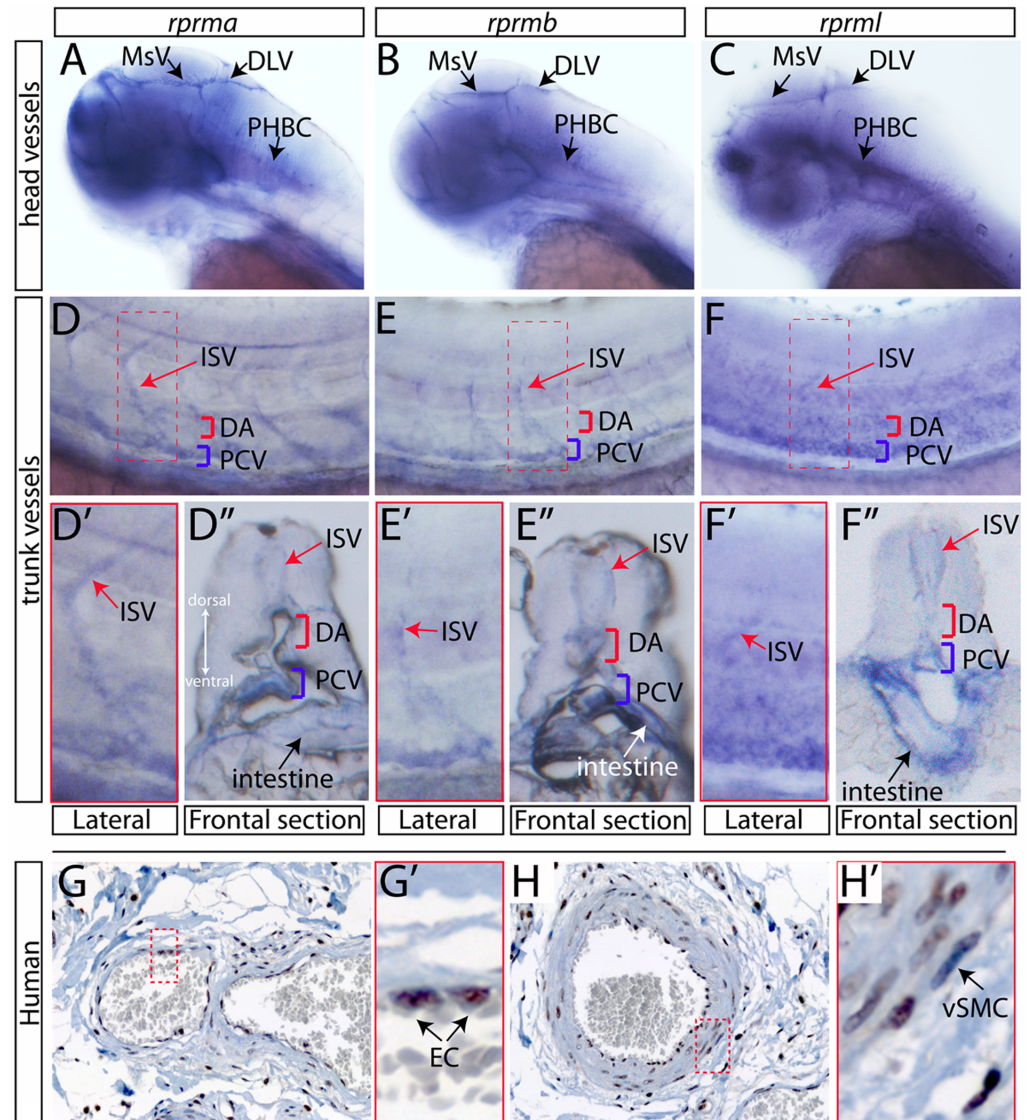 rprma
rprmb
rprml
head vessels
A
MsV
DLV
PHBC
B
MsV
DLV
PHBC
C
MsV
DLV
PHBC
trunk vessels
D
ISV
DA
PCV
E
ISV
DA
PCV
F
ISV
DA
PCV
D′
ISV
D″
ISV
dorsal
ventral
DA
PCV
intestine
E′
ISV
E″
ISV
DA
PCV
intestine
F′
ISV
F″
ISV
DA
PCV
intestine
Lateral
Frontal section
Lateral
Frontal section
Lateral
Frontal section
Human
G
G′
EC
H
H′
vSMC